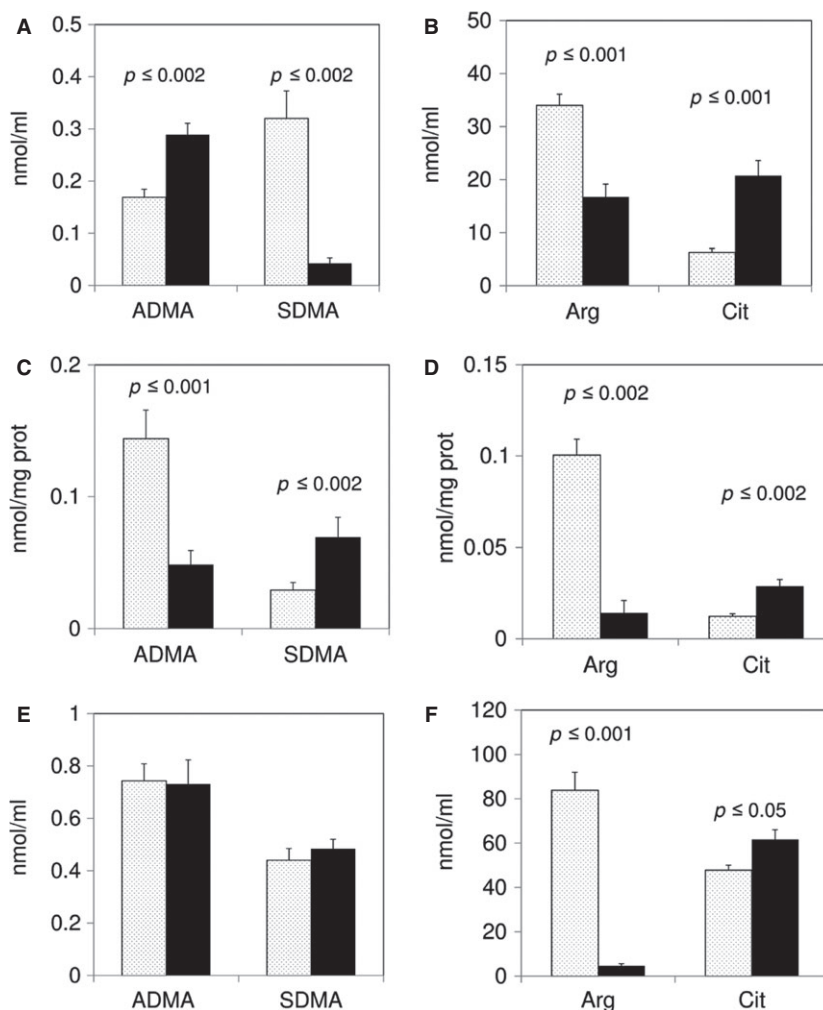 A
nmol/ml
0.5
0.4
0.3
0.2
0.1
0
p ≤ 0.002
p ≤ 0.002
ADMA
SDMA
B
nmol/ml
50
40
30
20
10
0
p ≤ 0.001
p ≤ 0.001
Arg
Cit
C
nmol/mg prot
0.2
0.1
0
p ≤ 0.001
p ≤ 0.002
ADMA
SDMA
D
nmol/mg prot
0.15
0.1
0.05
0
p ≤ 0.002
p ≤ 0.002
Arg
Cit
E
nmol/ml
1
0.8
0.6
0.4
0.2
0
ADMA
SDMA
F
nmol/ml
120
100
80
60
40
20
0
p ≤ 0.001
p ≤ 0.05
Arg
Cit